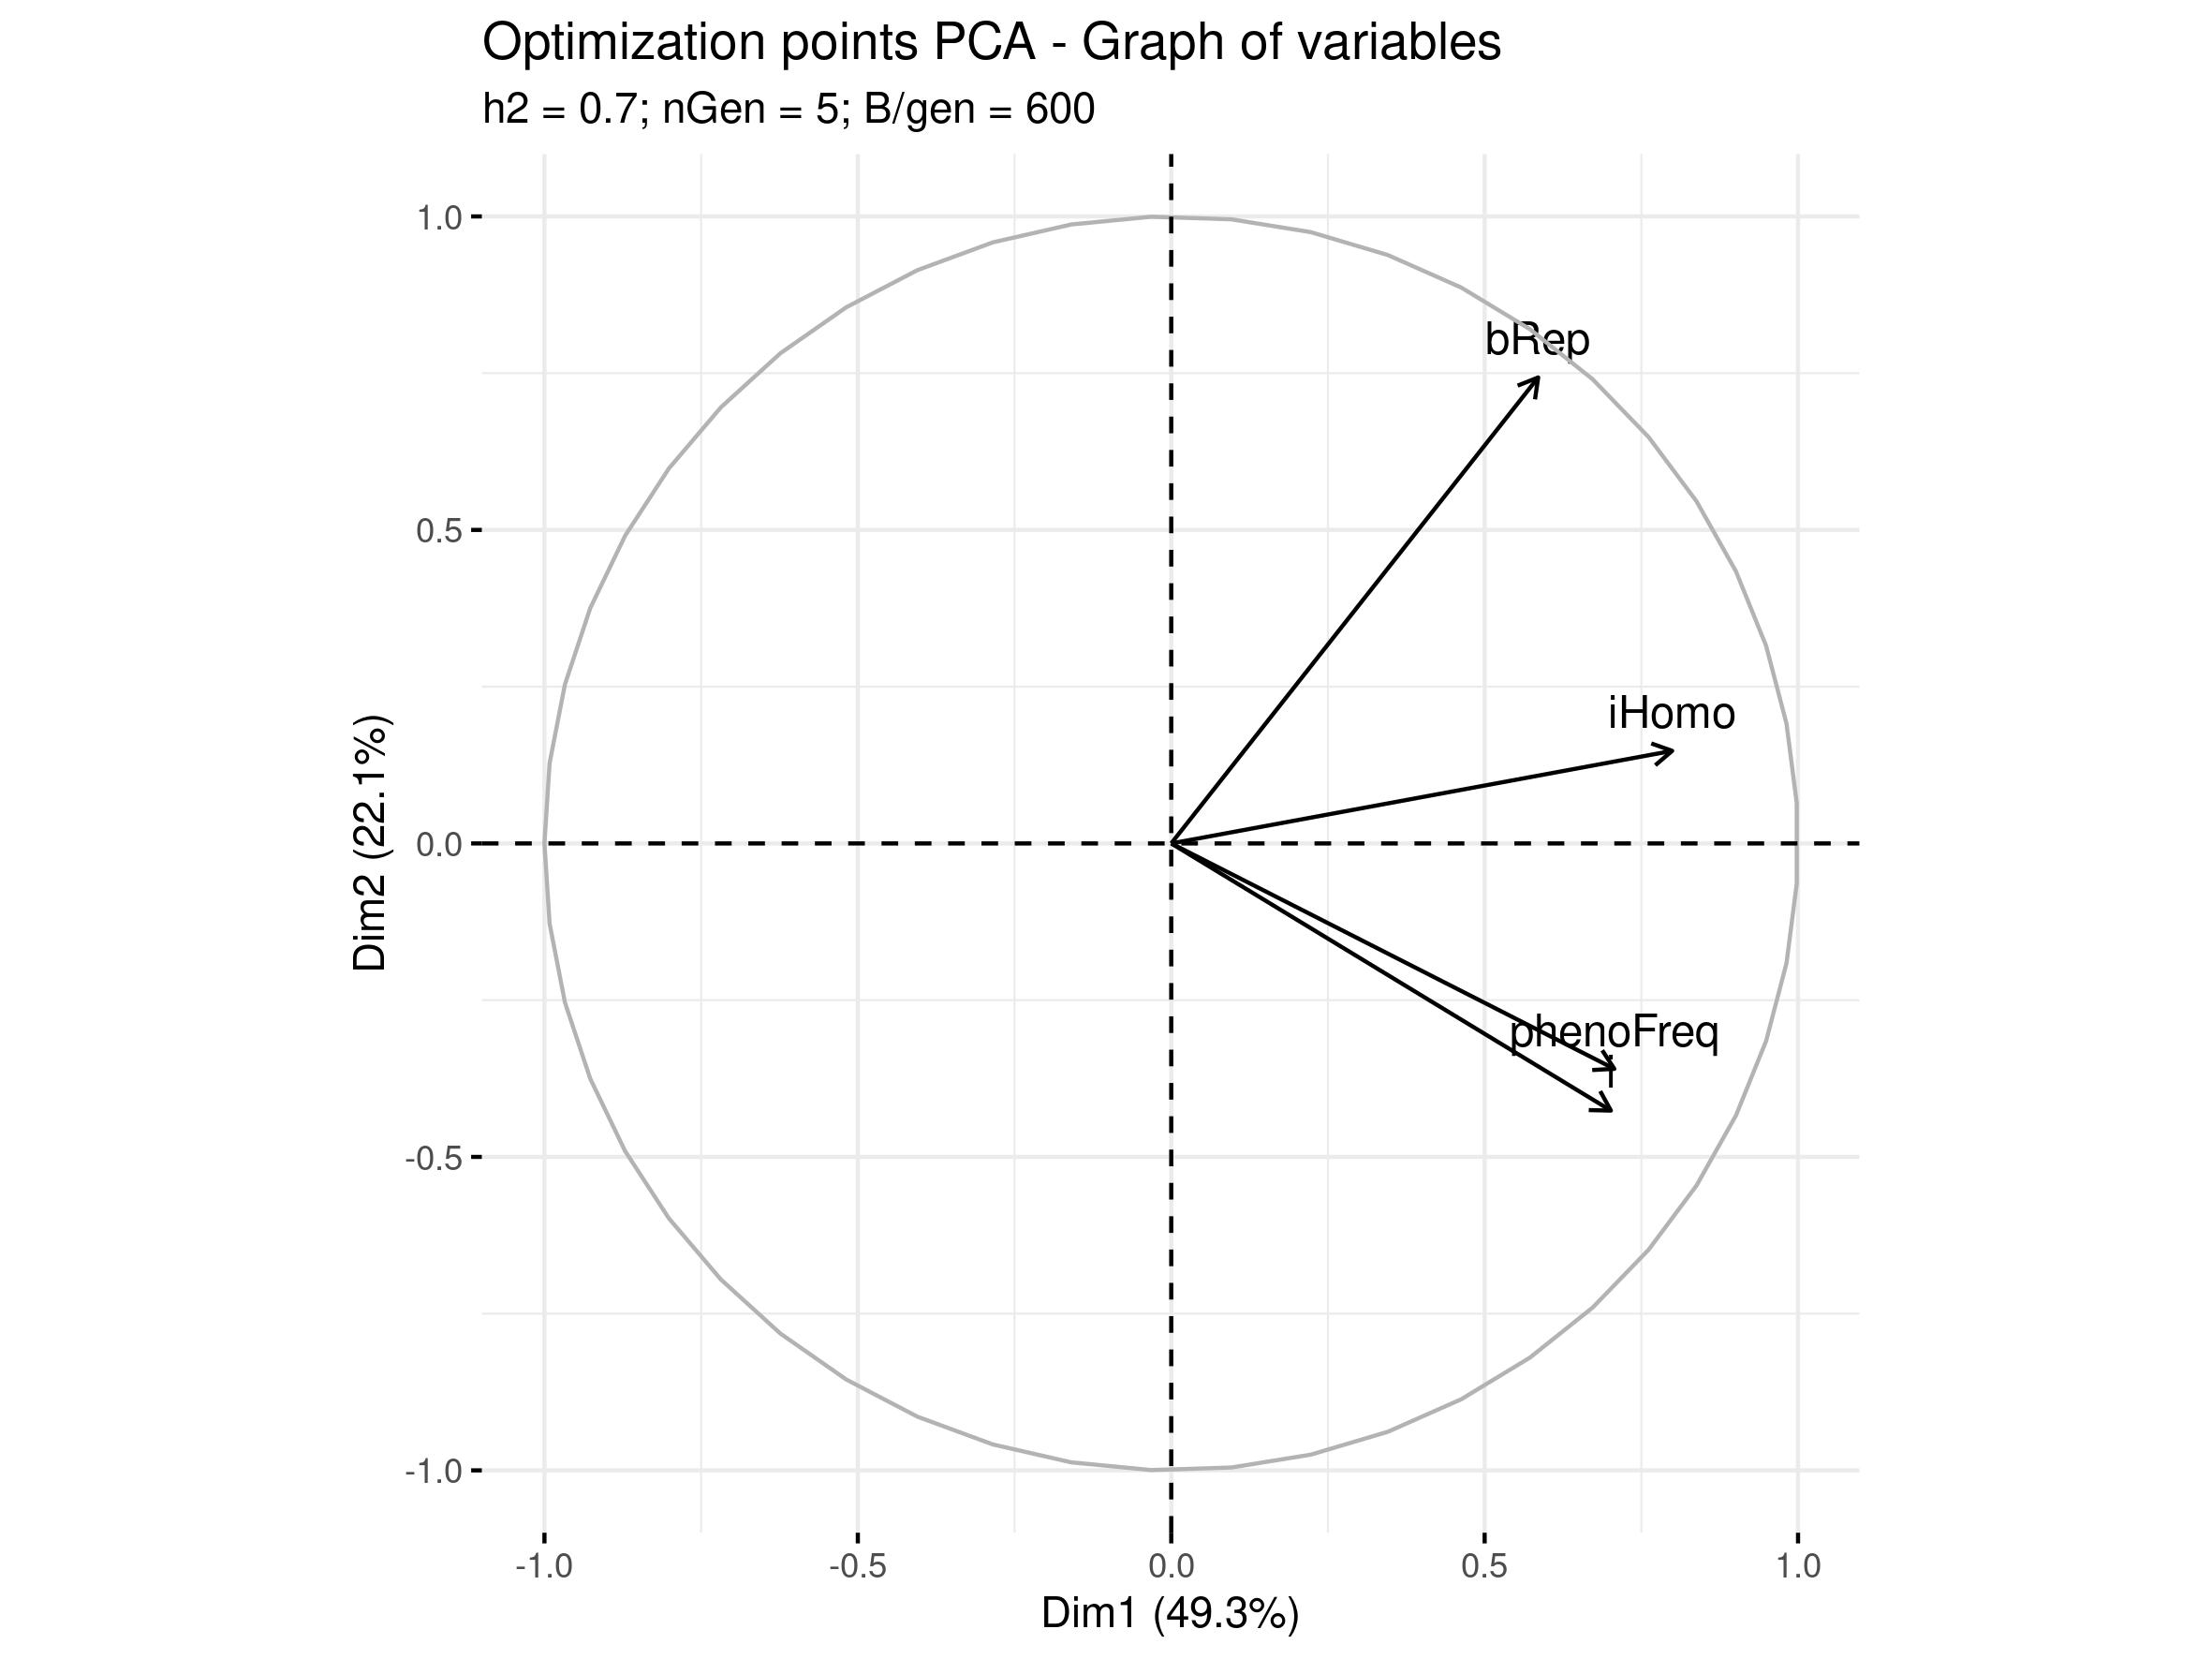 Optimization points PCA - Graph of variables
h2 = 0.7; nGen = 5; B/gen = 600
1.0
0.5
0.0
-0.5
-1.0
Dim2 (22.1%)
bRep
iHomo
phenoFreq
i
-1.0
-0.5
0.0
0.5
1.0
Dim1 (49.3%)